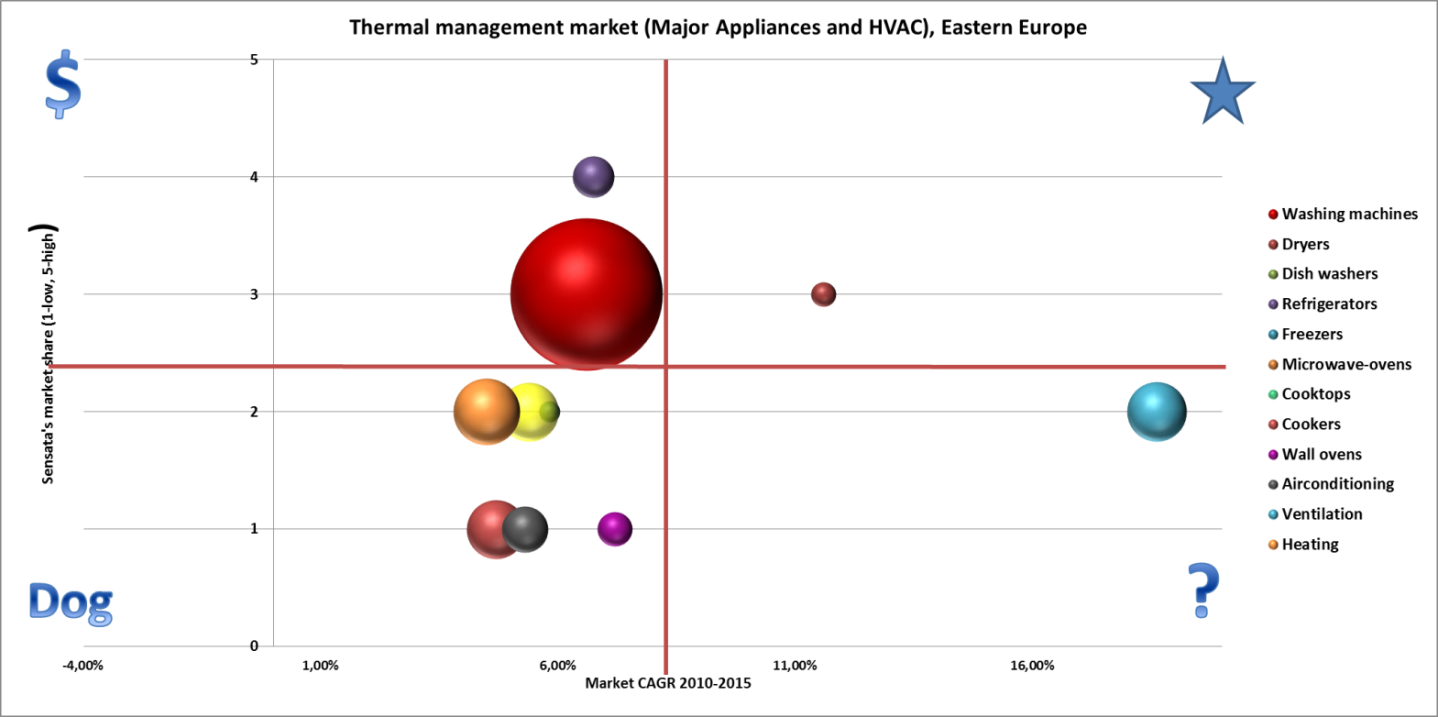 Thermal management market (Major Appliances and HVAC), Eastern Europe
$
5
4
3
2
1
0
Sensata's market share (1-low, 5-high)
-4,00%
1,00%
6,00%
11,00%
16,00%
Market CAGR 2010-2015
Dog
?
Washing machines
Dryers
Dish washers
Refrigerators
Freezers
Microwave-ovens
Cooktops
Cookers
Wall ovens
Airconditioning
Ventilation
Heating